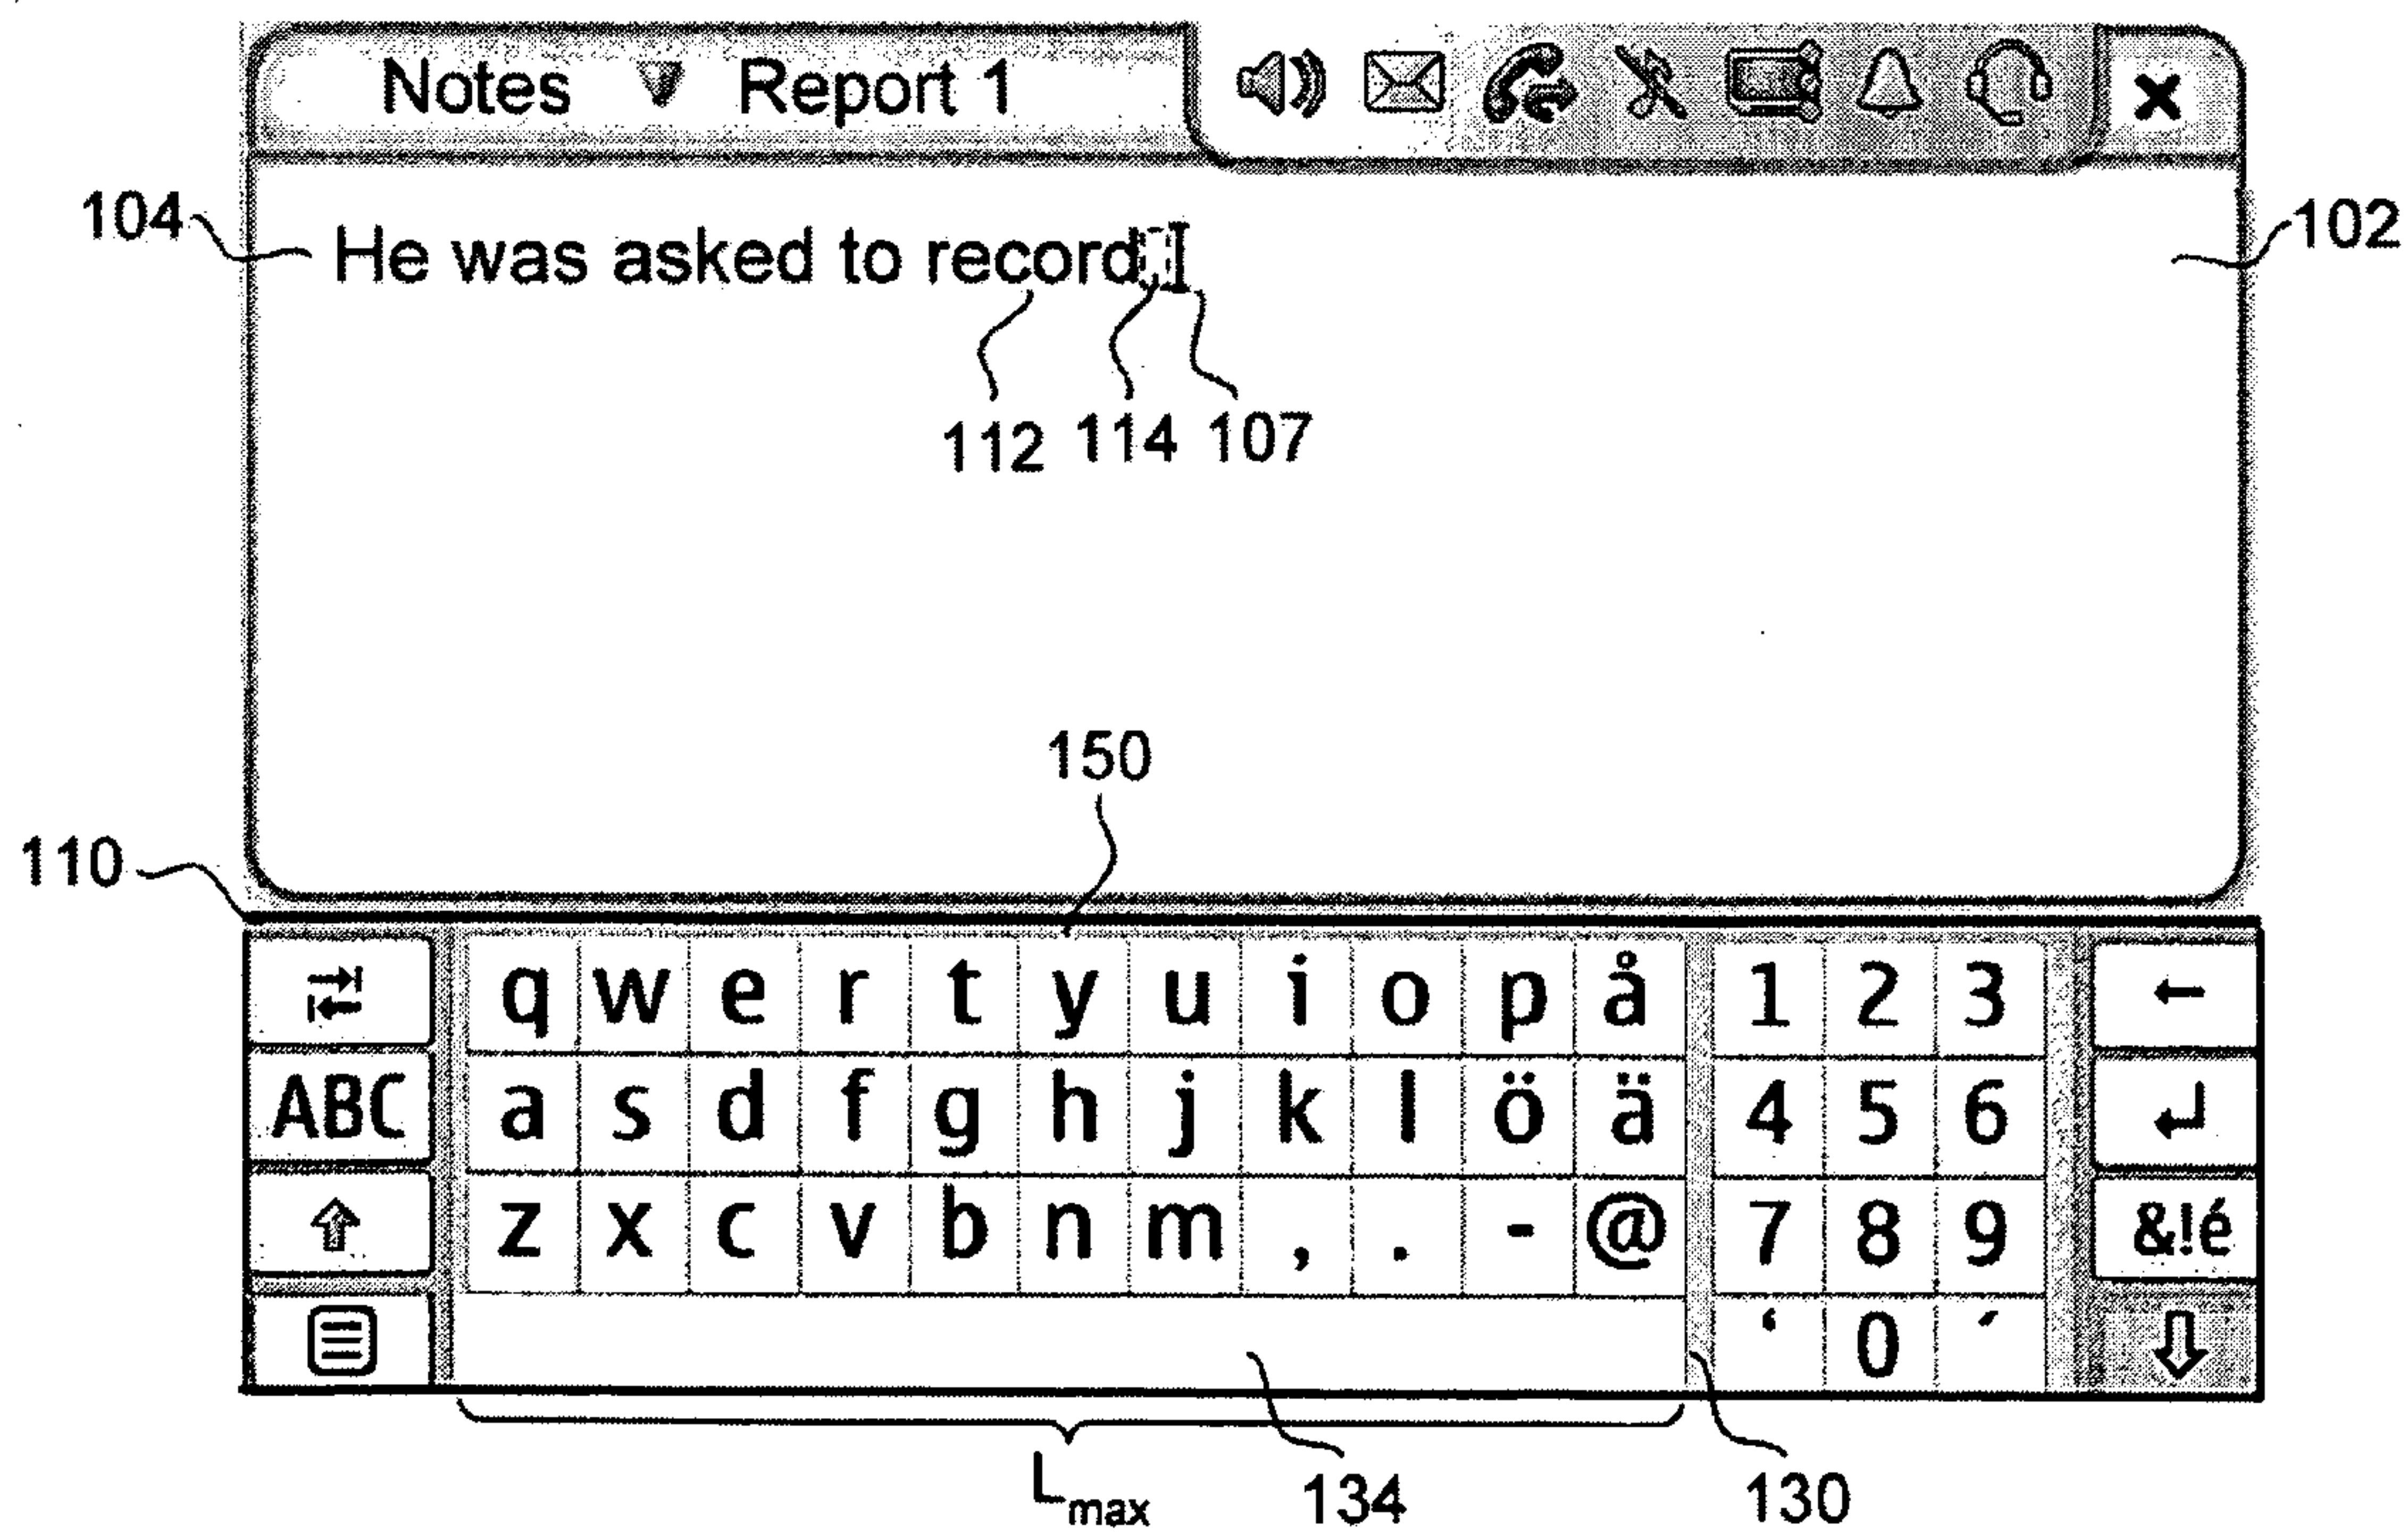 Notes Report 1 ×
104 He was asked to record 102
112 114 107
150
110
q w e r t y u i o p å 1 2 3 ←
ABC a s d f g h j k l ö ä 4 5 6 ↵
z x c v b n m , . - @ 7 8 9 &!é
‘ 0 ´
Lmax 134 130